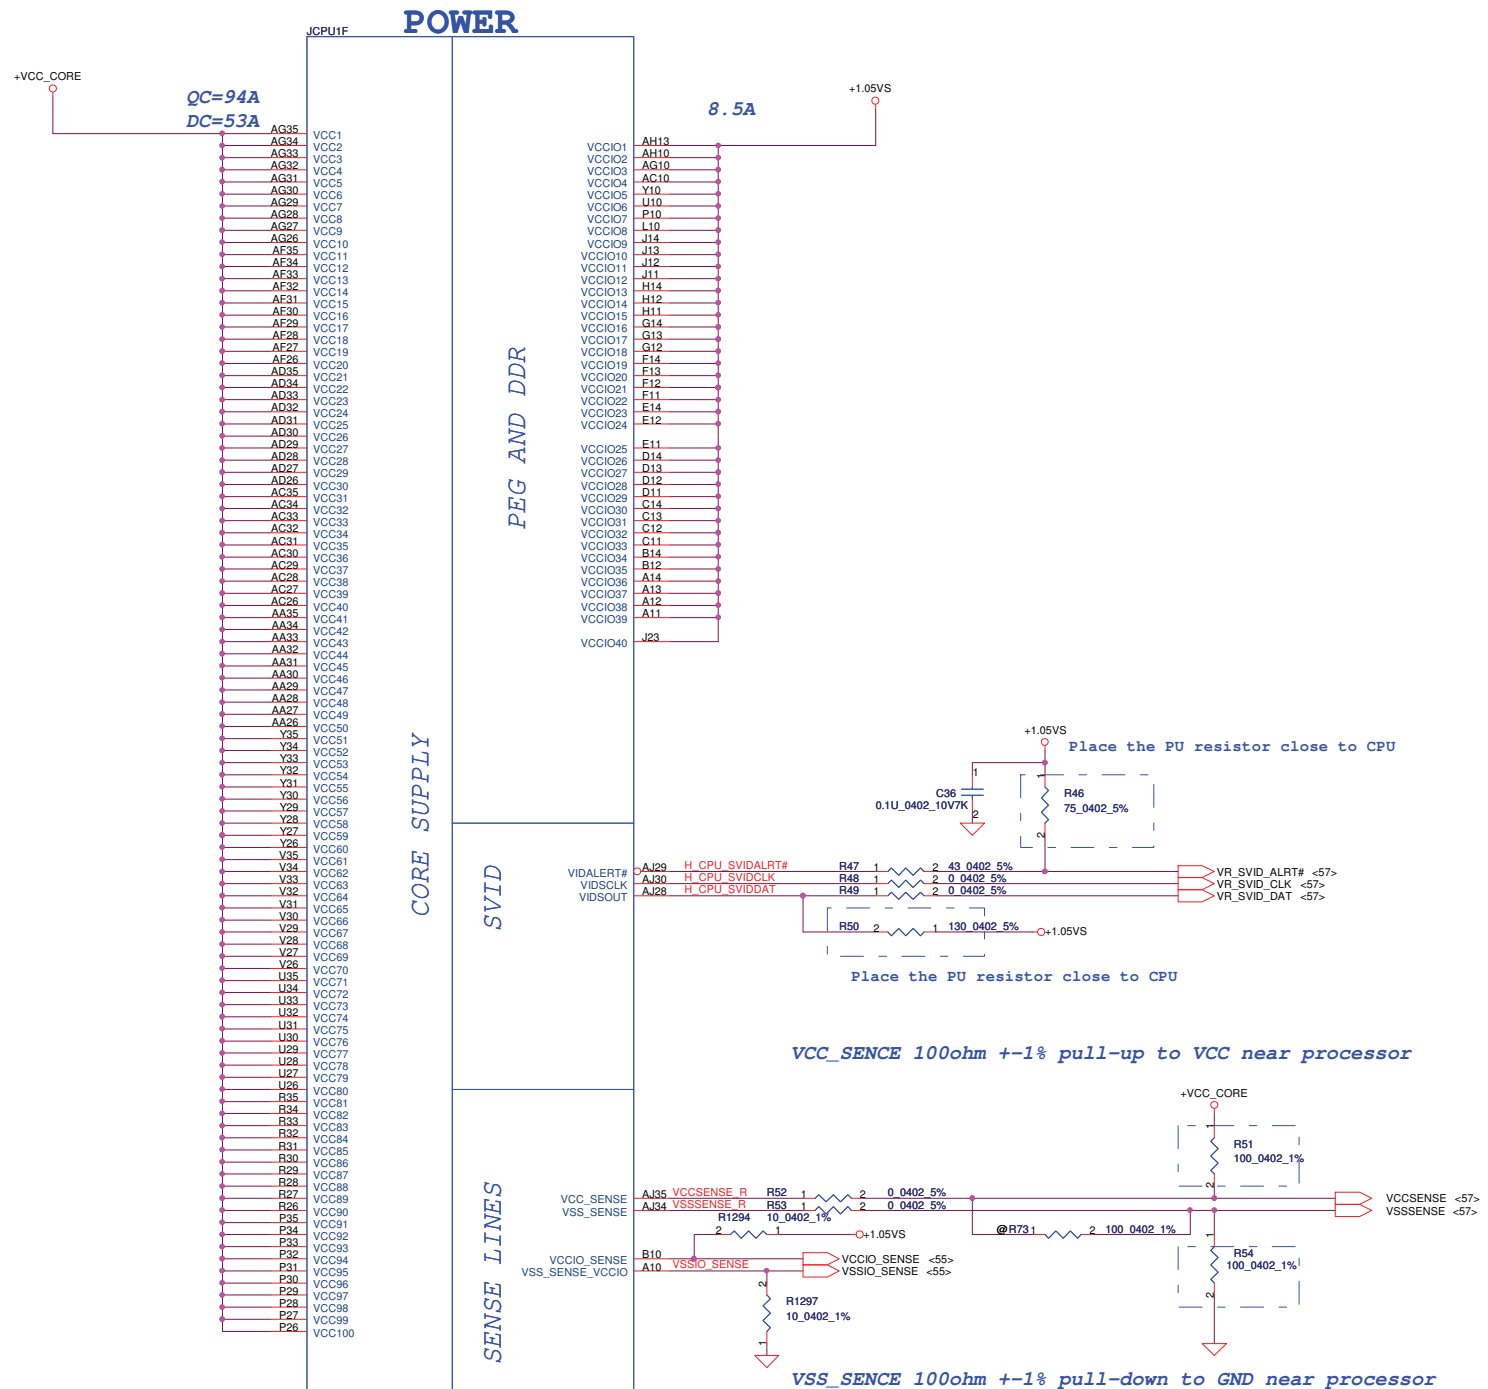 POWER
JCPU1F
+VCC_CORE
QC=94A
DC=53A
8.5A
+1.05VS
AG35 VCC1
AG34 VCC2
AG33 VCC3
AG32 VCC4
AG31 VCC5
AG30 VCC6
AG29 VCC7
AG28 VCC8
AG27 VCC9
AG26 VCC10
AF35 VCC11
AF34 VCC12
AF33 VCC13
AF32 VCC14
AF31 VCC15
AF30 VCC16
AF29 VCC17
AF28 VCC18
AF27 VCC19
AF26 VCC20
AD35 VCC21
AD34 VCC22
AD33 VCC23
AD32 VCC24
AD31 VCC25
AD30 VCC26
AD29 VCC27
AD28 VCC28
AD27 VCC29
AD26 VCC30
AC35 VCC31
AC34 VCC32
AC33 VCC33
AC32 VCC34
AC31 VCC35
AC30 VCC36
AC29 VCC37
AC28 VCC38
AC27 VCC39
AC26 VCC40
AA35 VCC41
AA34 VCC42
AA33 VCC43
AA32 VCC44
AA31 VCC45
AA30 VCC46
AA29 VCC47
AA28 VCC48
AA27 VCC49
AA26 VCC50
Y35 VCC51
Y34 VCC52
Y33 VCC53
Y32 VCC54
Y31 VCC55
Y30 VCC56
Y29 VCC57
Y28 VCC58
Y27 VCC59
Y26 VCC60
V35 VCC61
V34 VCC62
V33 VCC63
V32 VCC64
V31 VCC65
V30 VCC66
V29 VCC67
V28 VCC68
V27 VCC69
V26 VCC70
U35 VCC71
U34 VCC72
U33 VCC73
U32 VCC74
U31 VCC75
U30 VCC76
U29 VCC77
U28 VCC78
U27 VCC79
U26 VCC80
R35 VCC81
R34 VCC82
R33 VCC83
R32 VCC84
R31 VCC85
R30 VCC86
R29 VCC87
R28 VCC88
R27 VCC89
R26 VCC90
P35 VCC91
P34 VCC92
P33 VCC93
P32 VCC94
P31 VCC95
P30 VCC96
P29 VCC97
P28 VCC98
P27 VCC99
P26 VCC100
CORE SUPPLY
PEG AND DDR
SVID
SENSE LINES
VCCIO1 AH13
VCCIO2 AH10
VCCIO3 AG10
VCCIO4 AC10
VCCIO5 Y10
VCCIO6 U10
VCCIO7 P10
VCCIO8 L10
VCCIO9 J14
VCCIO10 J13
VCCIO11 J12
VCCIO12 J11
VCCIO13 H14
VCCIO14 H12
VCCIO15 H11
VCCIO16 G14
VCCIO17 G13
VCCIO18 G12
VCCIO19 F14
VCCIO20 F13
VCCIO21 F12
VCCIO22 F11
VCCIO23 E14
VCCIO24 E12
VCCIO25 E11
VCCIO26 D14
VCCIO27 D13
VCCIO28 D12
VCCIO29 D11
VCCIO30 C14
VCCIO31 C13
VCCIO32 C12
VCCIO33 C11
VCCIO34 B14
VCCIO35 B12
VCCIO36 A14
VCCIO37 A13
VCCIO38 A12
VCCIO39 A11
VCCIO40 J23
+1.05VS
Place the PU resistor close to CPU
1
C36
0.1U_0402_10V7K
2
1
R46
75_0402_5%
2
VIDALERT# AJ29 H_CPU_SVIDALRT# R47 1 2 43_0402_5% VR_SVID_ALRT# <57>
VIDSCLK AJ30 H_CPU_SVIDCLK R48 1 2 0_0402_5% VR_SVID_CLK <57>
VIDSOUT AJ28 H_CPU_SVIDDAT R49 1 2 0_0402_5% VR_SVID_DAT <57>
R50 2 1 130_0402_5% +1.05VS
Place the PU resistor close to CPU
VCC_SENCE 100ohm +-1% pull-up to VCC near processor
+VCC_CORE
1
R51
100_0402_1%
2
VCC_SENSE AJ35 VCCSENSE_R R52 1 2 0_0402_5% VCCSENSE <57>
VSS_SENSE AJ34 VSSSENSE_R R53 1 2 0_0402_5% VSSSENSE <57>
R1294 10_0402_1%
2 1 +1.05VS
@R73 1 2 100_0402_1%
VCCIO_SENSE B10 VCCIO_SENSE <55>
VSS_SENSE_VCCIO A10 VSSIO_SENSE VSSIO_SENSE <55>
1
R54
100_0402_1%
2
2
R1297
10_0402_1%
1
VSS_SENCE 100ohm +-1% pull-down to GND near processor